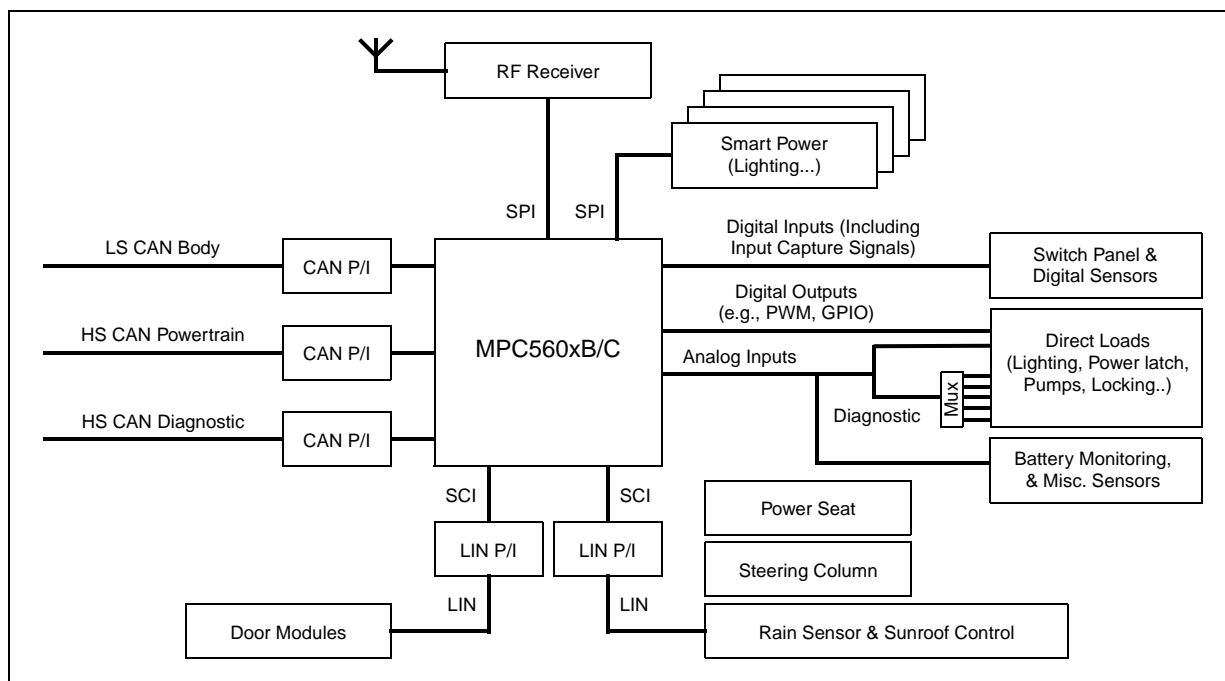 RF Receiver
Smart Power
(Lighting...)
SPI
SPI
LS CAN Body
CAN P/I
HS CAN Powertrain
CAN P/I
HS CAN Diagnostic
CAN P/I
MPC560xB/C
Digital Inputs (Including
Input Capture Signals)
Switch Panel &
Digital Sensors
Digital Outputs
(e.g., PWM, GPIO)
Analog Inputs
Direct Loads
(Lighting, Power latch,
Pumps, Locking..)
Mux
Diagnostic
Battery Monitoring,
& Misc. Sensors
SCI
SCI
LIN P/I
LIN P/I
Power Seat
Steering Column
LIN
LIN
Door Modules
Rain Sensor & Sunroof Control